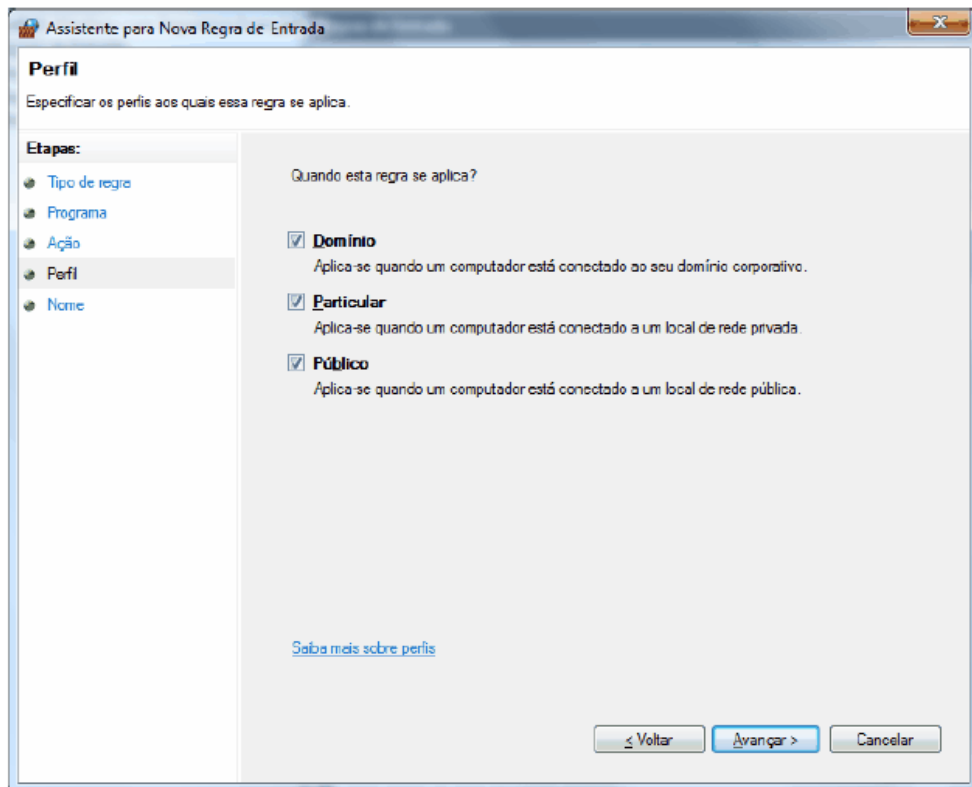 Assistente para Nova Regra de Entrada
Perfil
Especificar os perfis aos quais essa regra se aplica.
Etapas:
Tipo de regra
Programa
Ação
Perfil
Nome
Quando esta regra se aplica?
Domínio
Aplica-se quando um computador está conectado ao seu domínio corporativo.
Particular
Aplica-se quando um computador está conectado a um local de rede privada.
Público
Aplica-se quando um computador está conectado a um local de rede pública.
Saiba mais sobre perfis
< Voltar
Avançar >
Cancelar